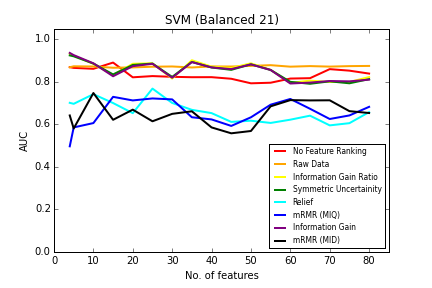 SVM (Balanced 21)
1.0
0.8
0.6
0.4
0.2
0.0
AUC
0
10
20
30
40
50
60
70
80
No. of features
No Feature Ranking
Raw Data
Information Gain Ratio
Symmetric Uncertainity
Relief
mRMR (MIQ)
Information Gain
mRMR (MID)